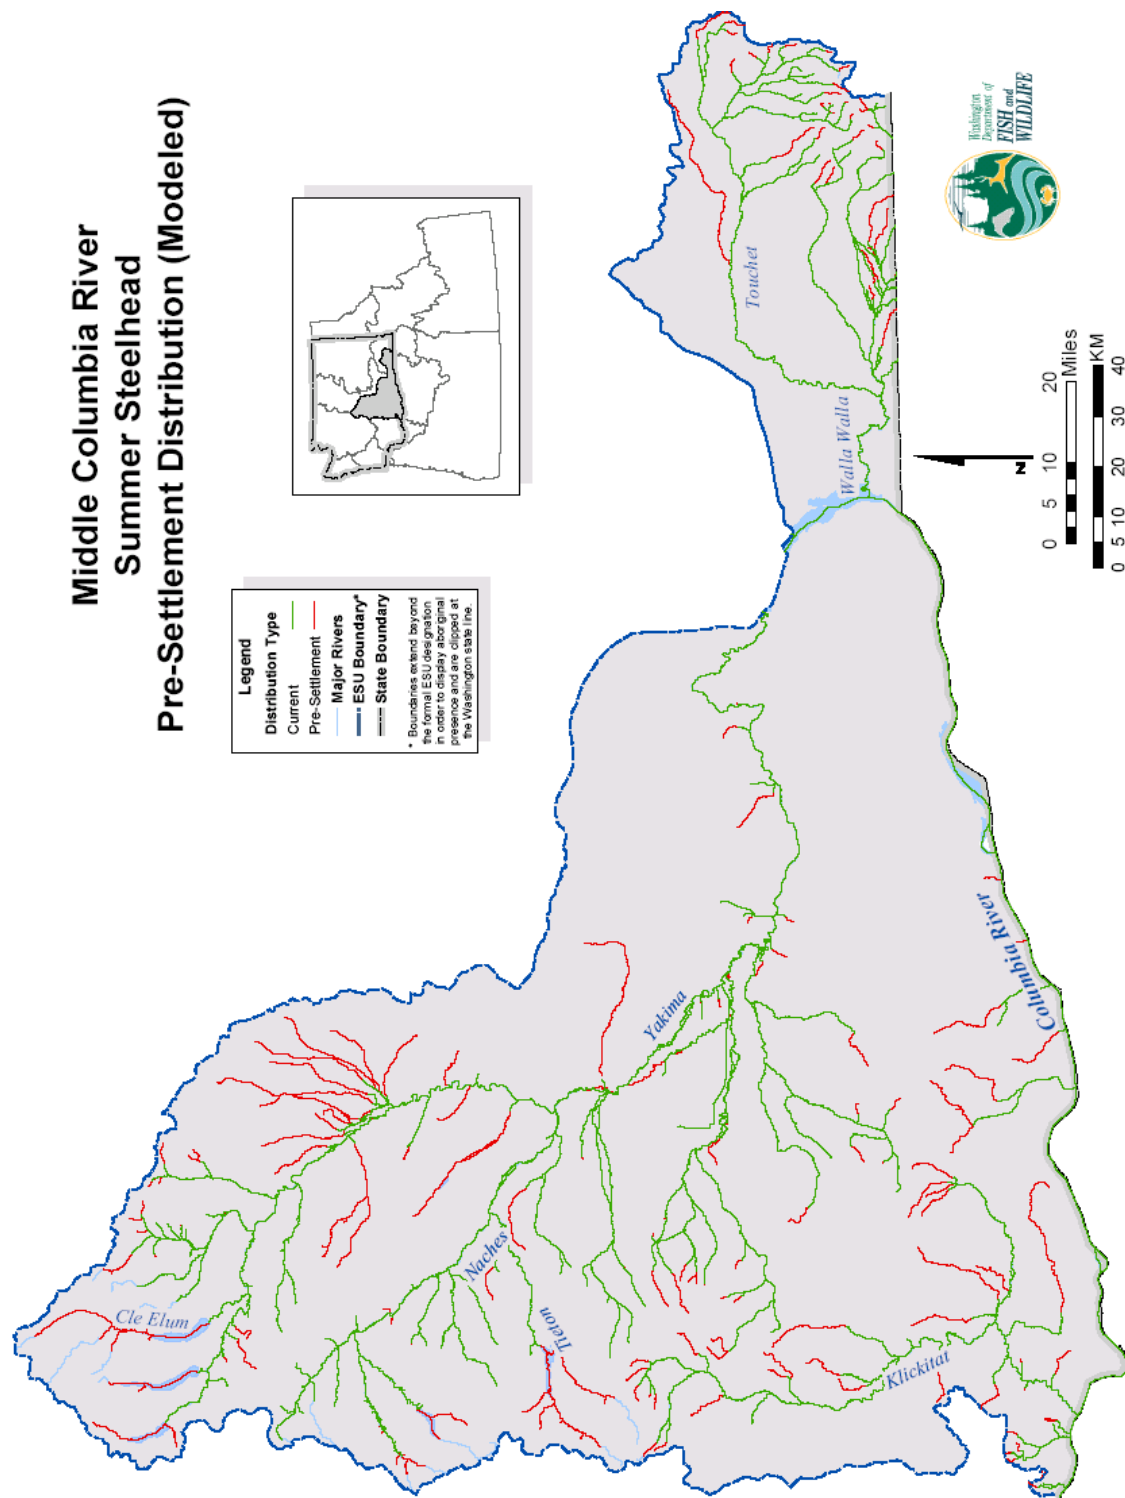 Middle Columbia River
Summer Steelhead
Pre-Settlement Distribution (Modeled)
Legend
Distribution Type
Current
Pre-Settlement
Major Rivers
ESU Boundary*
State Boundary
* Boundaries extend beyond
the formal ESU designation
in order to display aboriginal
presence and are clipped at
the Washington state line.
Cle Elum
Naches
Tieton
Yakima
Klickitat
Columbia River
Walla Walla
Touchet
N
0 5 10 20
Miles
KM
0 5 10 20 30 40
Washington
Department of
FISH and
WILDLIFE